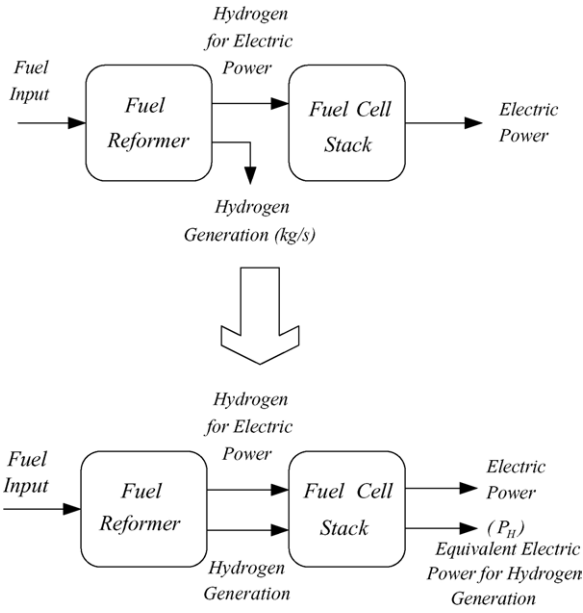 Hydrogen
for Electric
Power
Fuel
Input
Fuel
Reformer
Fuel Cell
Stack
Electric
Power
Hydrogen
Generation (kg/s)
Hydrogen
for Electric
Power
Fuel
Input
Fuel
Reformer
Fuel Cell
Stack
Electric
Power
(P_H)
Equivalent Electric
Power for Hydrogen
Generation
Hydrogen
Generation